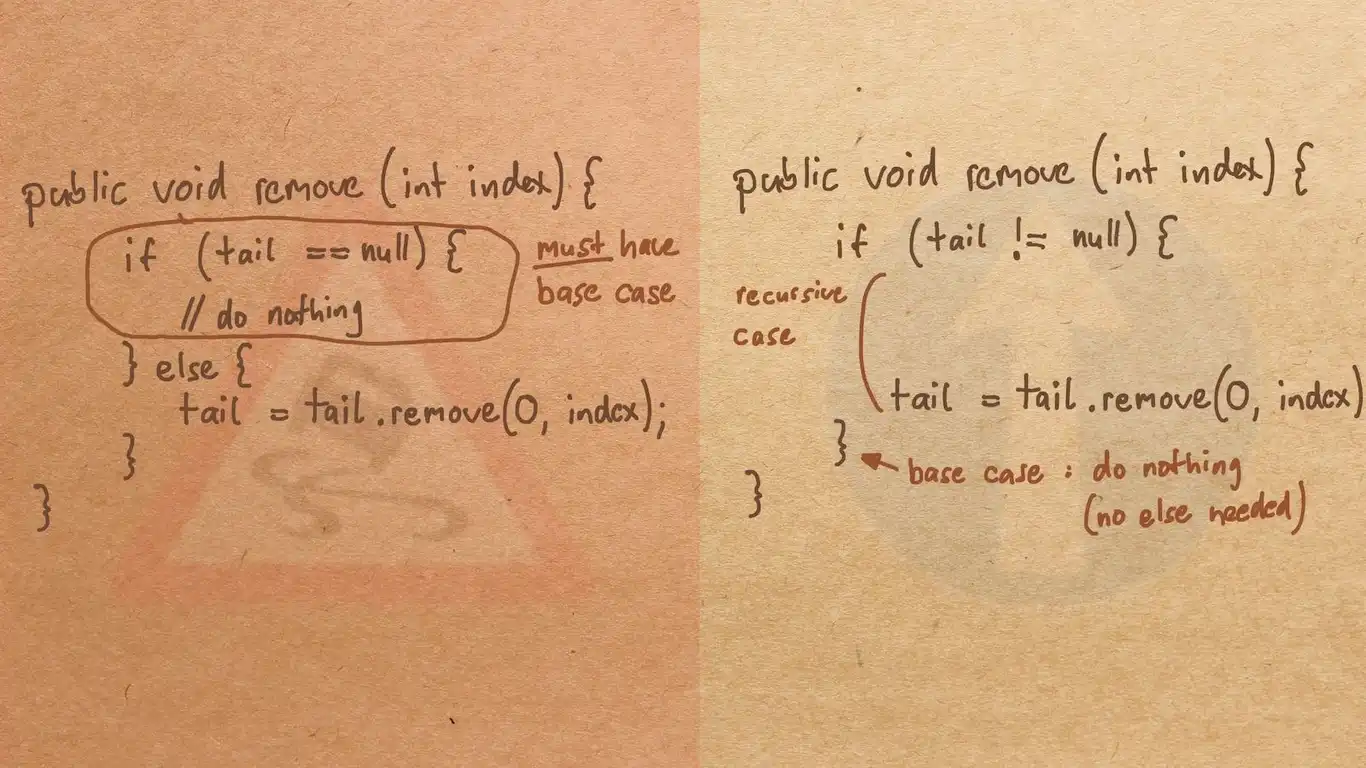 public void remove (int index) {
if (tail == null) {
// do nothing
} else {
tail = tail.remove(0, index);
}
}
must have
base case
public void remove (int index) {
if (tail != null) {
recursive
case
tail = tail.remove(0, index)
}
base case : do nothing
(no else needed)
}